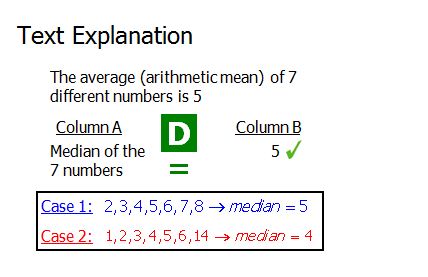 Text Explanation
The average (arithmetic mean) of 7
different numbers is 5
Column A D Column B
Median of the 5 ✓
7 numbers =
Case 1: 2,3,4,5,6,7,8 → median = 5
Case 2: 1,2,3,4,5,6,14 → median = 4